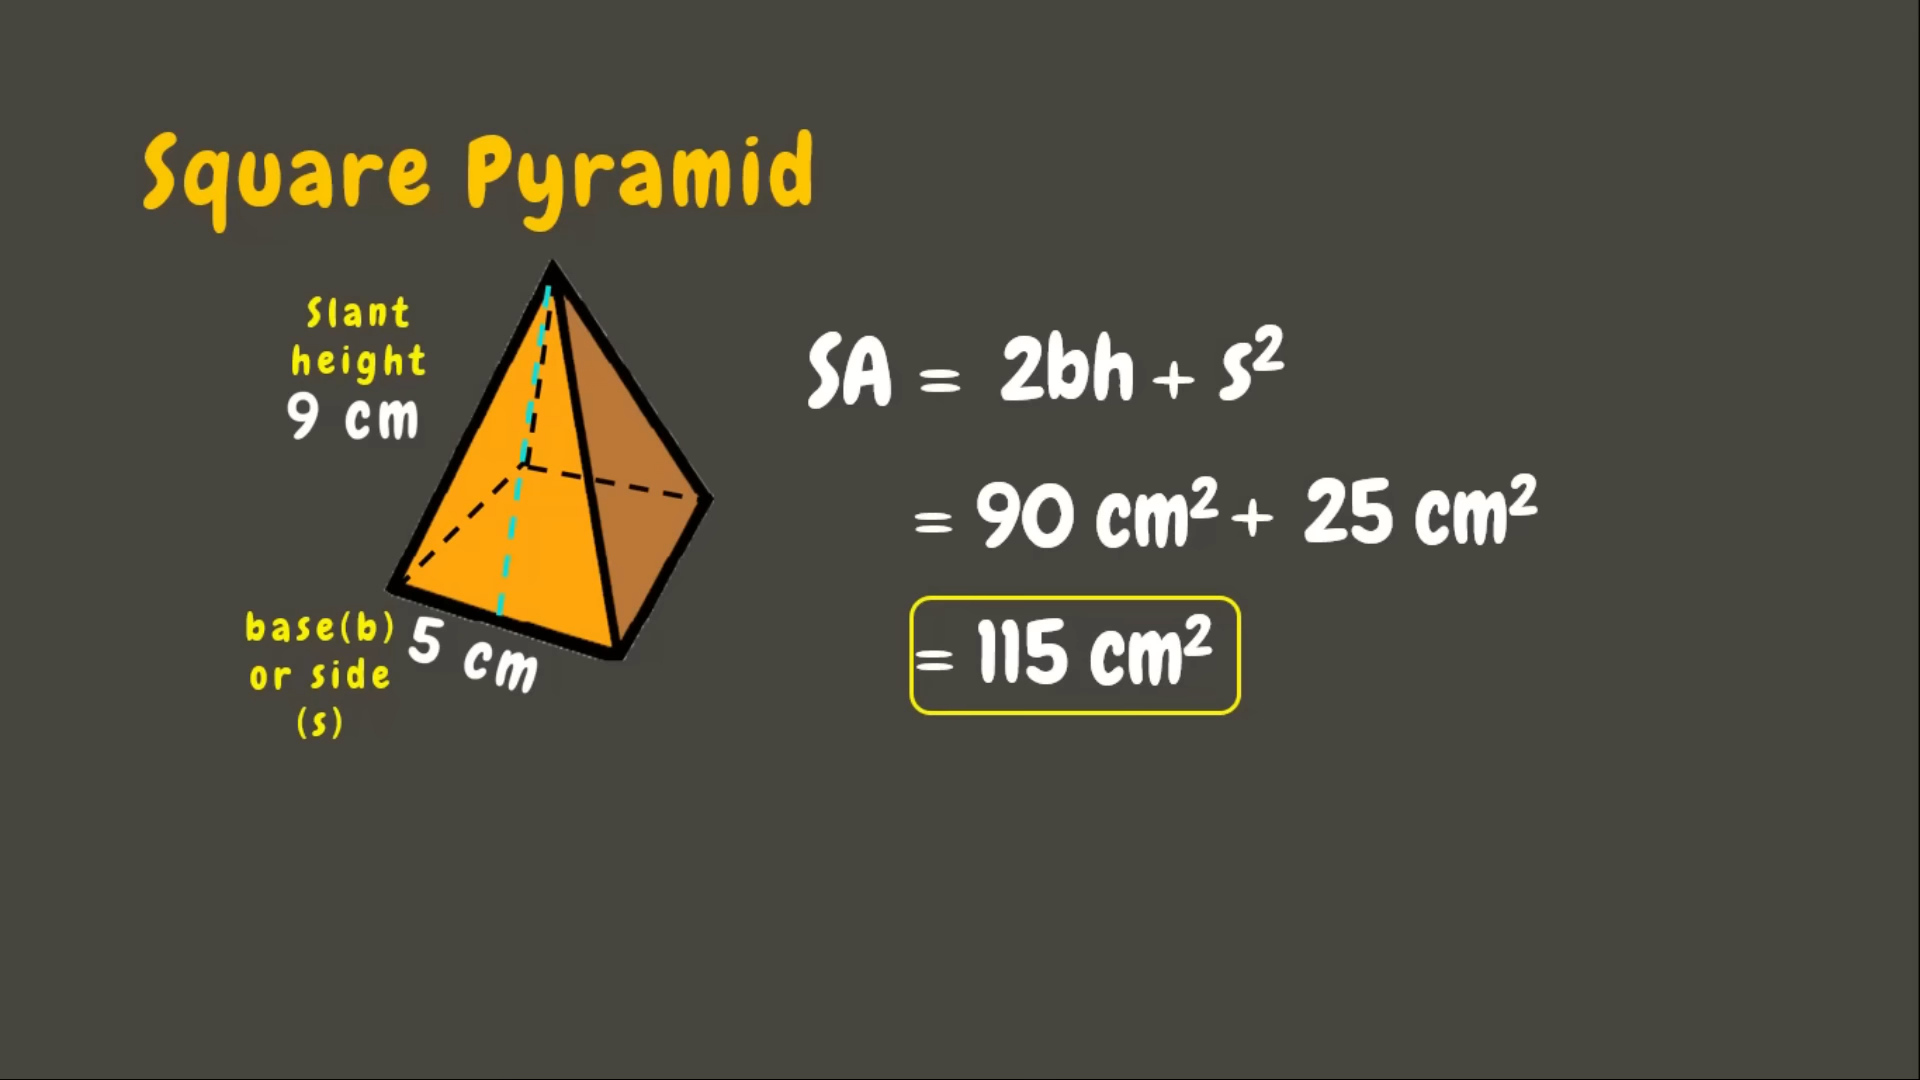 Square Pyramid
Slant
height
9 cm
base(b)
or side
(s)
5 cm
SA = 2bh + s²
= 90 cm² + 25 cm²
= 115 cm²